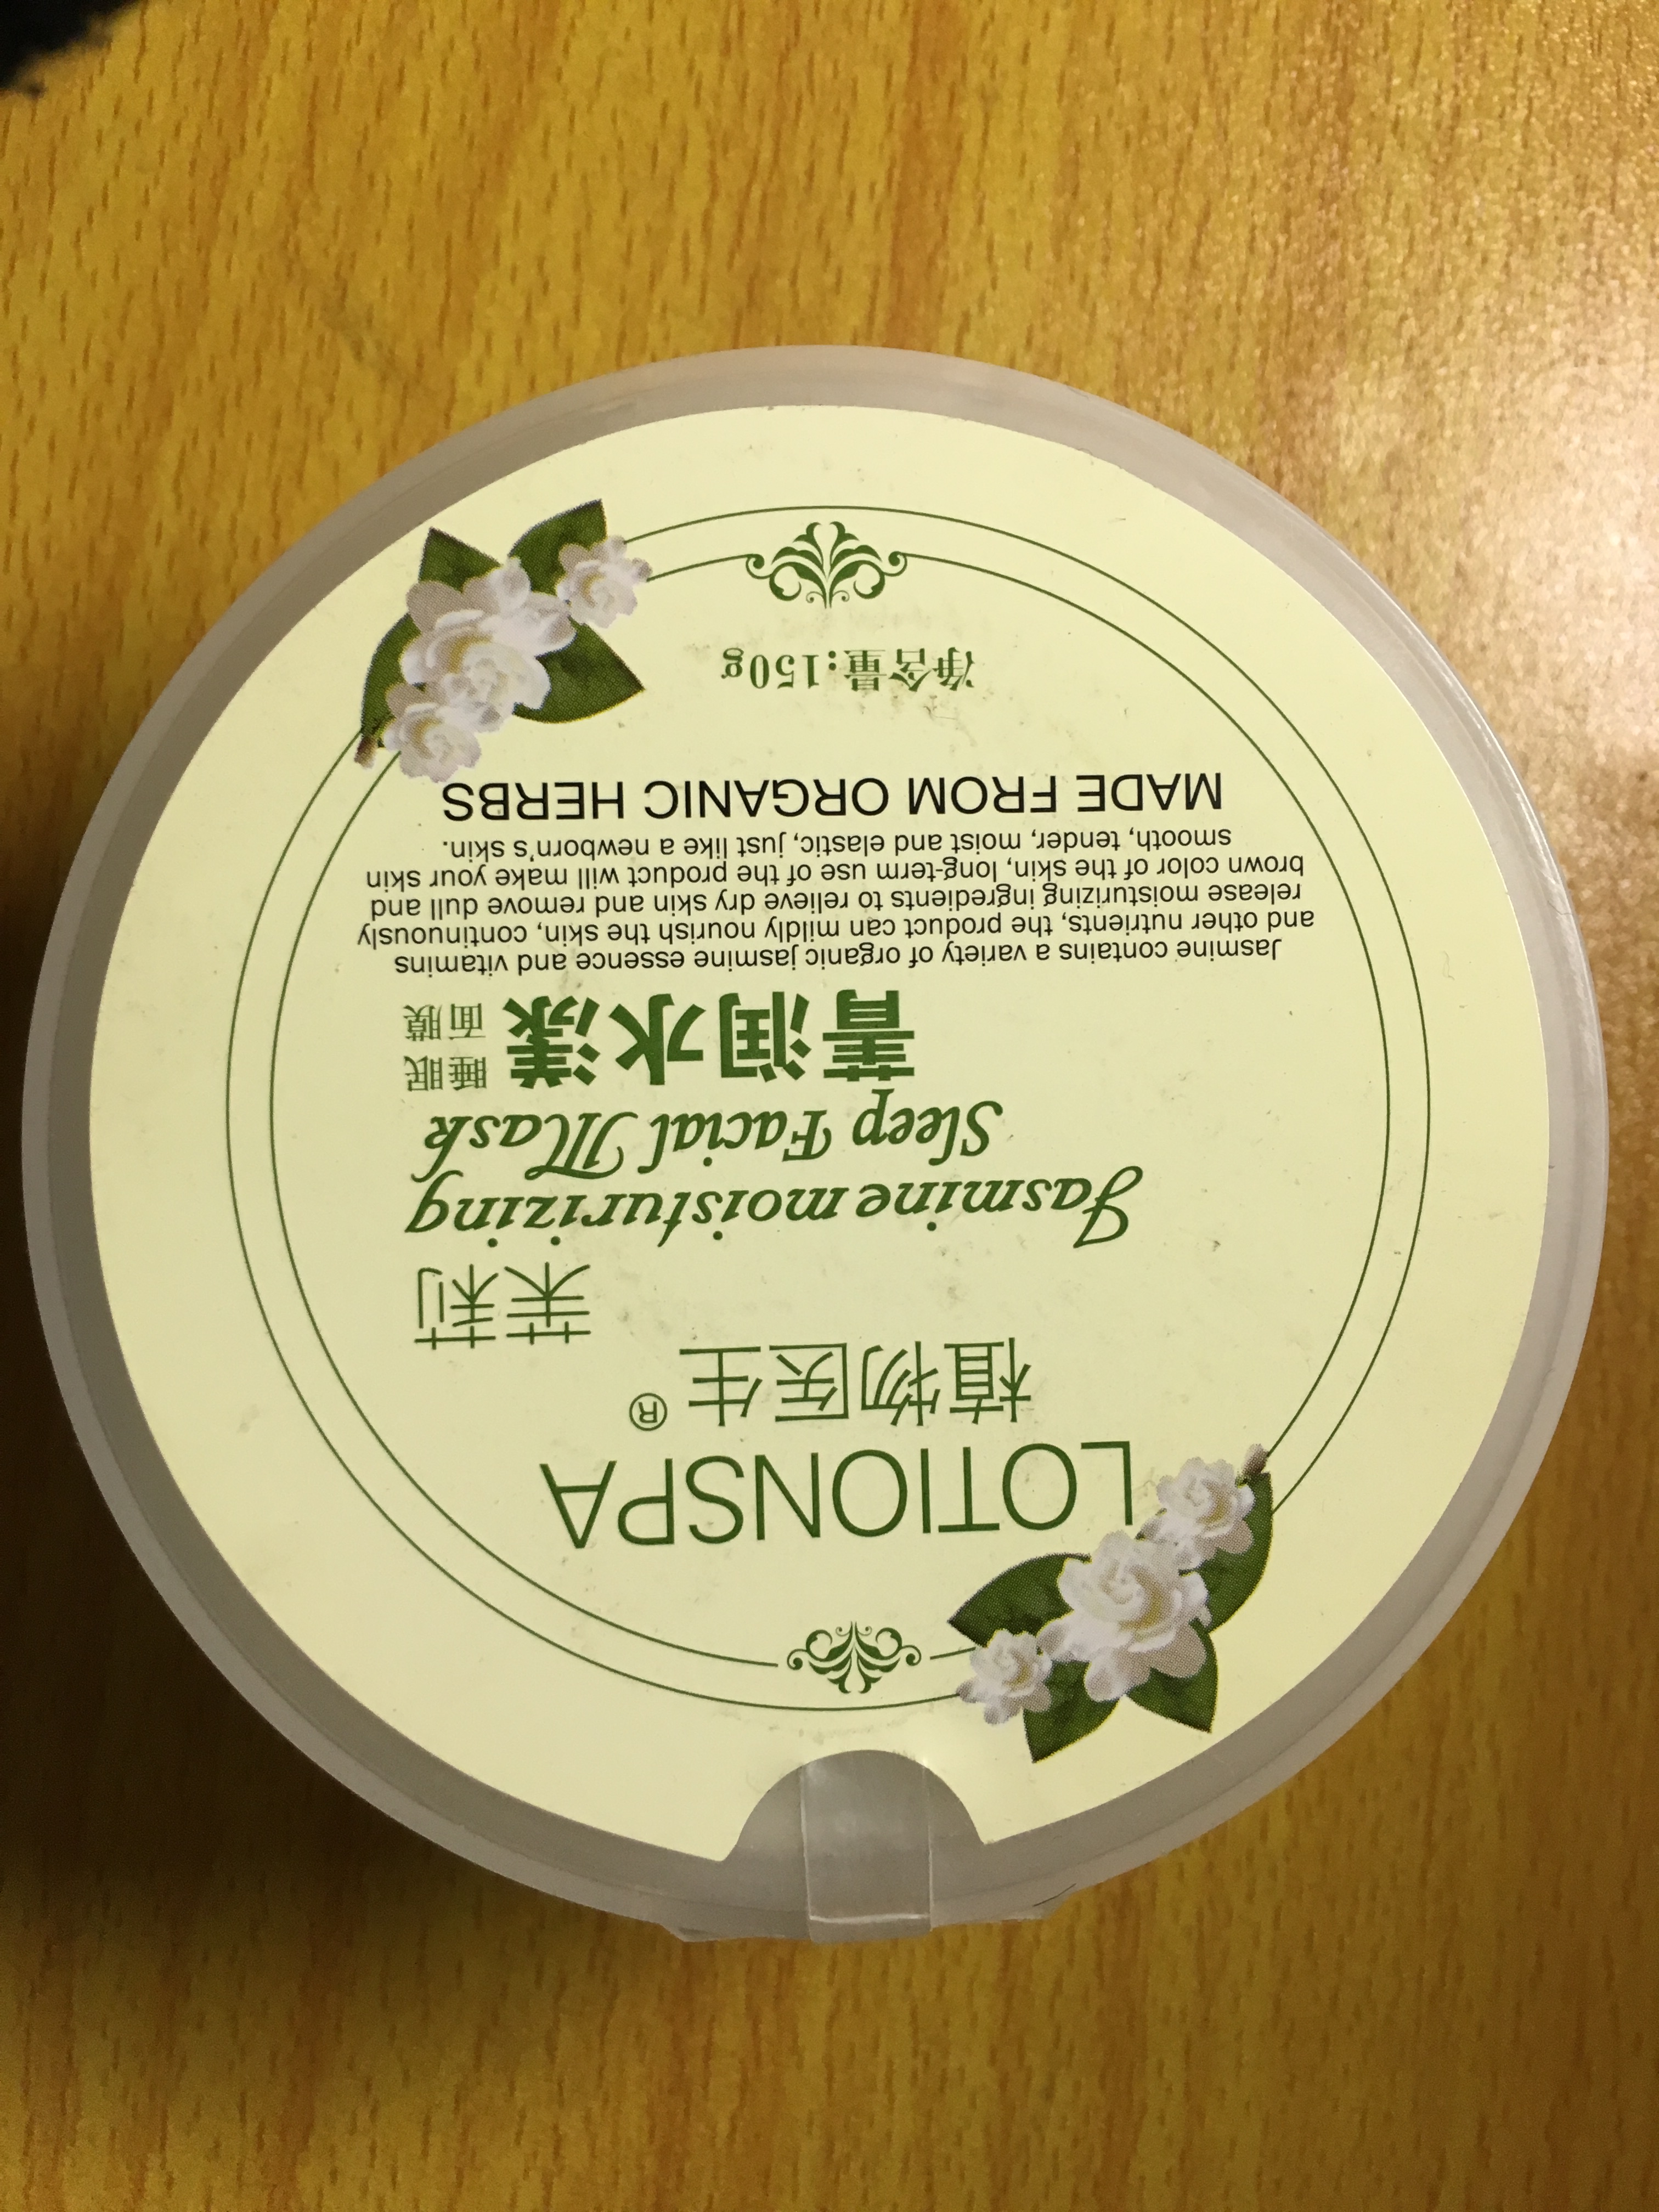 LOTIONSPA
植物医生®
茉莉
Jasmine moisturizing
Sleep Facial Mask
菁润水漾 睡眠
面膜
Jasmine contains a variety of organic jasmine essence and vitamins
and other nutrients, the product can mildly nourish the skin, continuously
release moisturizing ingredients to relieve dry skin and remove dull and
brown color of the skin, long-term use of the product will make your skin
smooth, tender, moist and elastic, just like a newborn's skin.
MADE FROM ORGANIC HERBS
净含量:150g